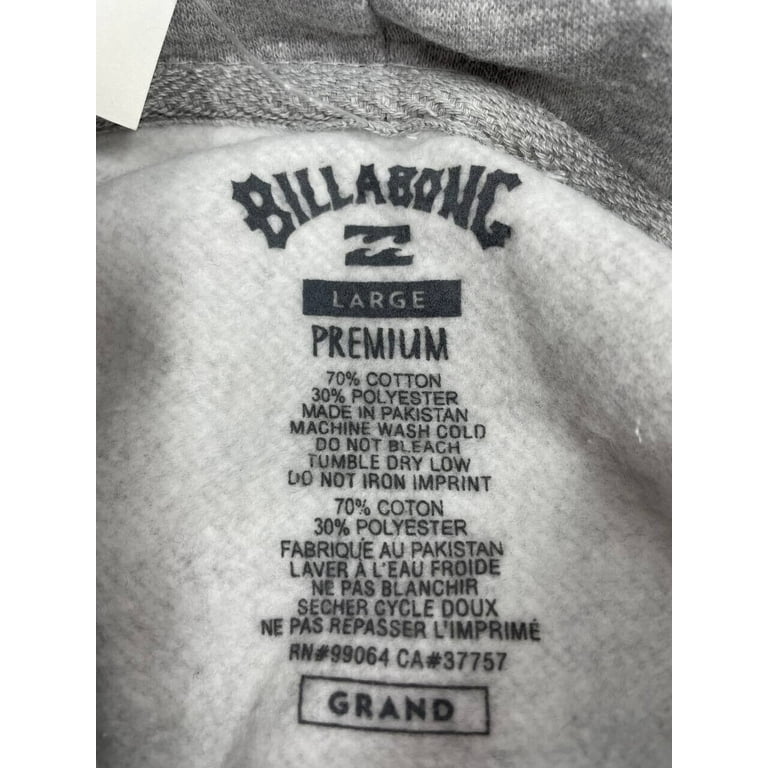 BILLABONG
LARGE
PREMIUM
70% COTTON
30% POLYESTER
MADE IN PAKISTAN
MACHINE WASH COLD
DO NOT BLEACH
TUMBLE DRY LOW
DO NOT IRON IMPRINT
70% COTON
30% POLYESTER
FABRIQUÉ AU PAKISTAN
LAVER À L'EAU FROIDE
NE PAS BLANCHIR
SECHER CYCLE DOUX
NE PAS REPASSER L'IMPRIMÉ
RN#99064 CA#37757
GRAND